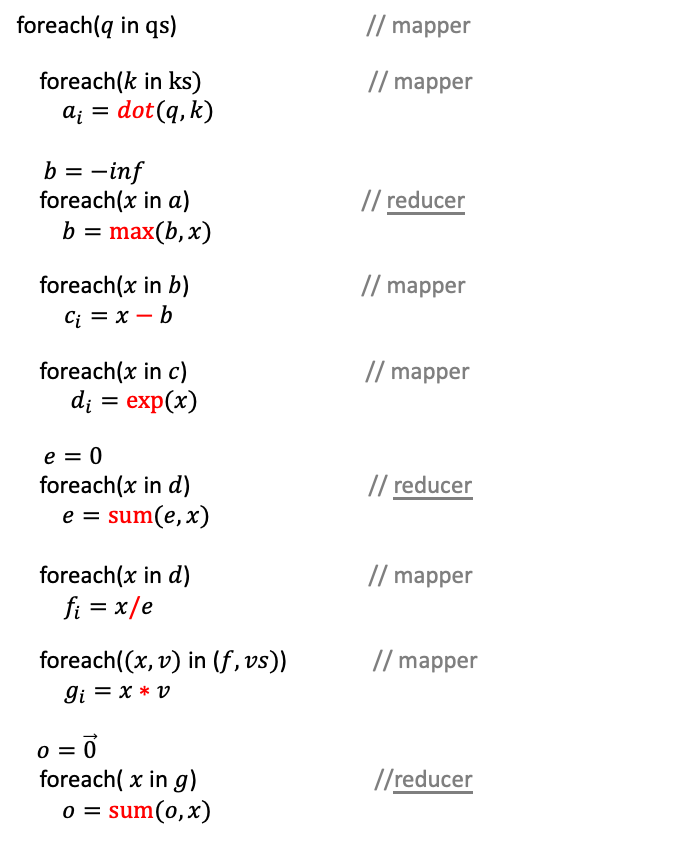 foreach(q in qs) // mapper
foreach(k in ks) // mapper
aᵢ = dot(q, k)
b = −inf
foreach(x in a) // reducer
b = max(b, x)
foreach(x in b) // mapper
cᵢ = x − b
foreach(x in c) // mapper
dᵢ = exp(x)
e = 0
foreach(x in d) // reducer
e = sum(e, x)
foreach(x in d) // mapper
fᵢ = x/e
foreach((x, v) in (f, vs)) // mapper
gᵢ = x * v
o = 0⃗
foreach( x in g) //reducer
o = sum(o, x)